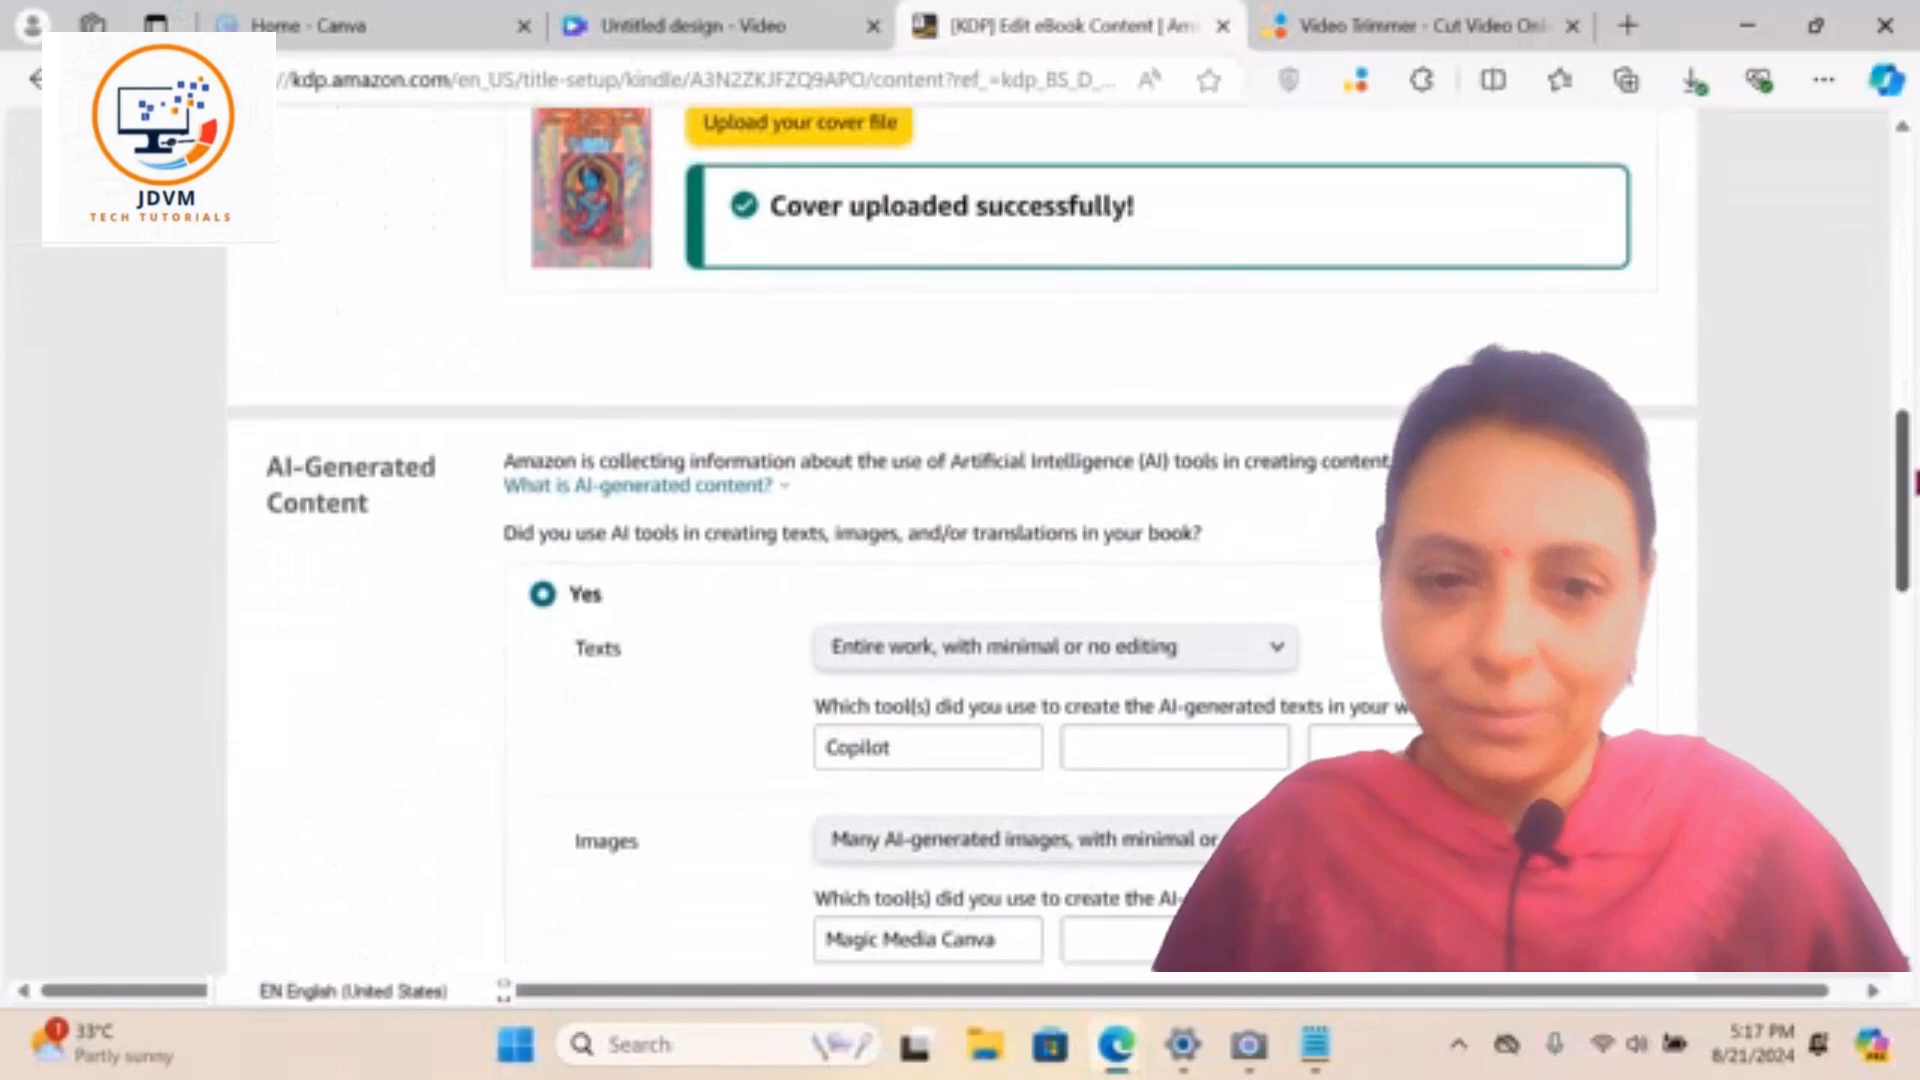 Home - Canva
Untitled design - Video
[KDP] Edit eBook Content | Am
Video Trimmer - Cut Video Onl
//kdp.amazon.com/en_US/title-setup/kindle/A3N2ZKJFZQ9APO/content?ref_=kdp_BS_D_...
JDVM
TECH TUTORIALS
Upload your cover file
Cover uploaded successfully!
AI-Generated
Content
Amazon is collecting information about the use of Artificial Intelligence (AI) tools in creating content.
What is AI-generated content?
Did you use AI tools in creating texts, images, and/or translations in your book?
Yes
Texts
Entire work, with minimal or no editing
Which tool(s) did you use to create the AI-generated texts in your w
Copilot
Images
Many AI-generated images, with minimal or
Which tool(s) did you use to create the AI-
Magic Media Canva
EN English (United States)
1
33°C
Partly sunny
Search
5:17 PM
8/21/2024